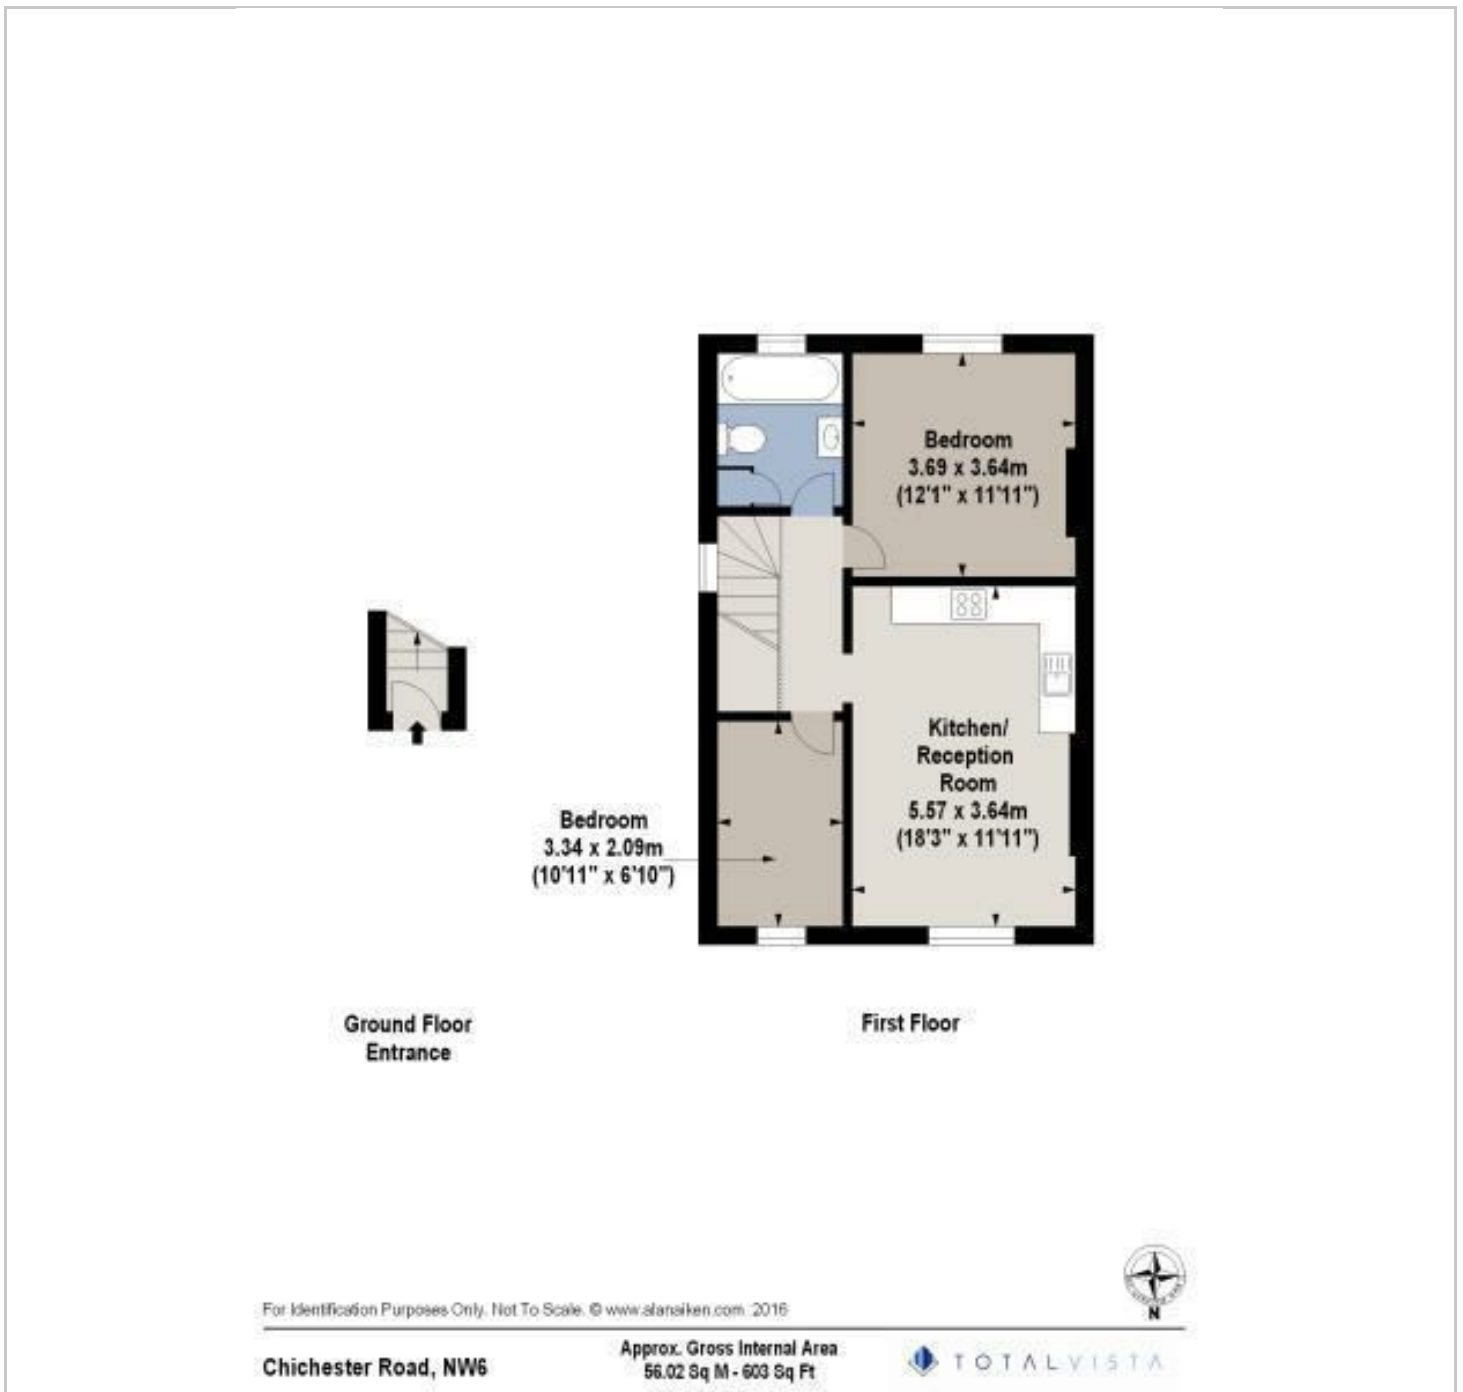 Bedroom
3.69 x 3.64m
(12'1" x 11'11")
Kitchen/
Reception
Room
5.57 x 3.64m
(18'3" x 11'11")
Bedroom
3.34 x 2.09m
(10'11" x 6'10")
Ground Floor
Entrance
First Floor
N
For Identification Purposes Only. Not To Scale. © www.alanaiken.com 2016
Chichester Road, NW6
Approx. Gross Internal Area
56.02 Sq M - 603 Sq Ft
TOTALVISTA